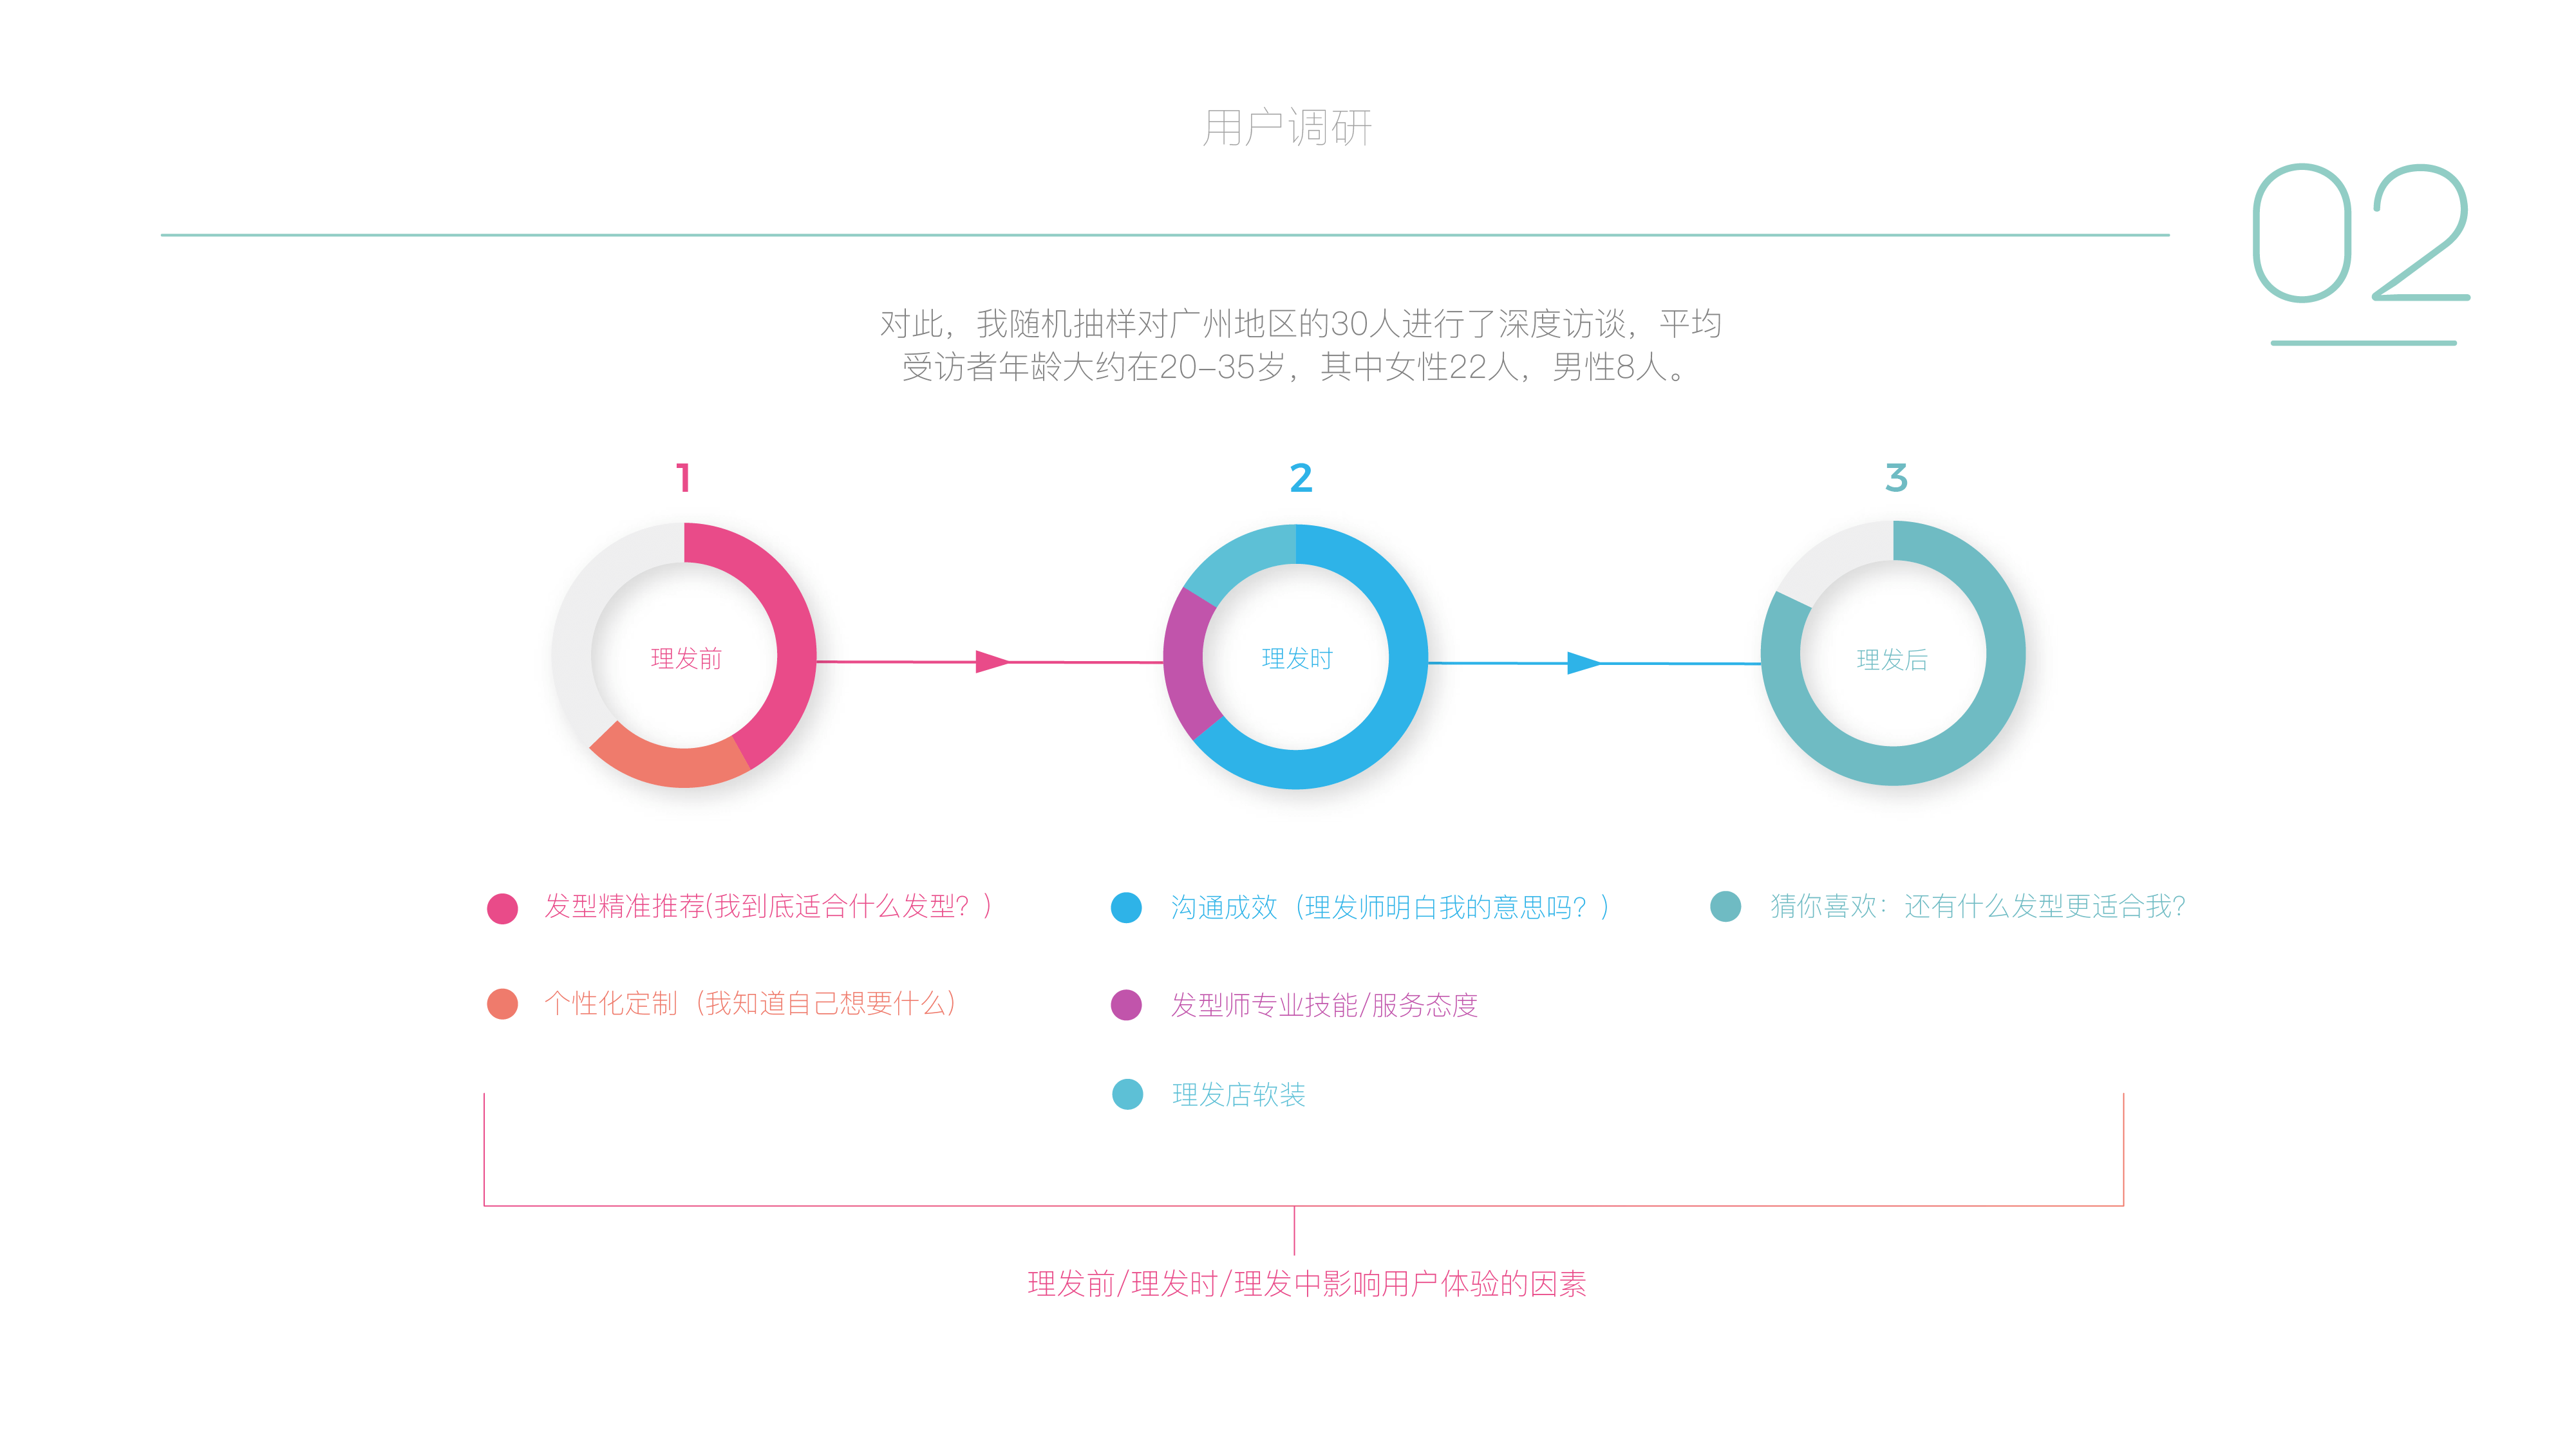 用户调研
02
对此，我随机抽样对广州地区的30人进行了深度访谈，平均
受访者年龄大约在20-35岁，其中女性22人，男性8人。
1
2
3
理发前
理发时
理发后
发型精准推荐(我到底适合什么发型？)
沟通成效（理发师明白我的意思吗？）
猜你喜欢：还有什么发型更适合我?
个性化定制（我知道自己想要什么）
发型师专业技能/服务态度
理发店软装
理发前/理发时/理发中影响用户体验的因素